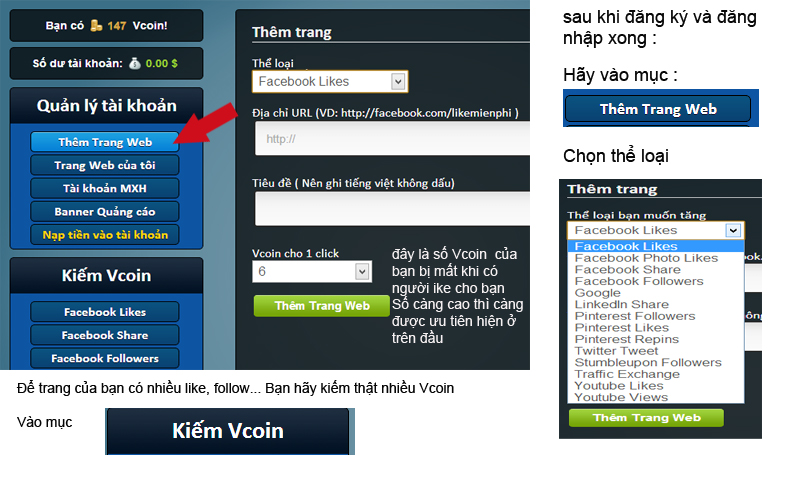 Bạn có 147 Vcoin!
Số dư tài khoản: 0.00 $
Quản lý tài khoản
Thêm Trang Web
Trang Web của tôi
Tài khoản MXH
Banner Quảng cáo
Nạp tiền vào tài khoản
Kiếm Vcoin
Facebook Likes
Facebook Share
Facebook Followers
Thêm trang
Thể loại
Facebook Likes
Địa chỉ URL (VD: http://facebook.com/likemienphi )
http://
Tiêu đề ( Nên ghi tiếng việt không dấu)
Vcoin cho 1 click
6
Thêm Trang Web
đây là số Vcoin của
bạn bị mất khi có
người ike cho bạn
Số càng cao thì càng
được ưu tiên hiện ở
trên đầu
sau khi đăng ký và đăng
nhập xong :
Hãy vào mục :
Thêm Trang Web
Chọn thể loại
Thêm trang
Thể loại bạn muốn tăng
Facebook Likes
Facebook Likes
Facebook Photo Likes
Facebook Share
Facebook Followers
Google
LinkedIn Share
Pinterest Followers
Pinterest Likes
Pinterest Repins
Twitter Tweet
Stumbleupon Followers
Traffic Exchange
Youtube Likes
Youtube Views
Thêm Trang Web
Để trang của bạn có nhiều like, follow... Bạn hãy kiếm thật nhiều Vcoin
Vào mục
Kiếm Vcoin